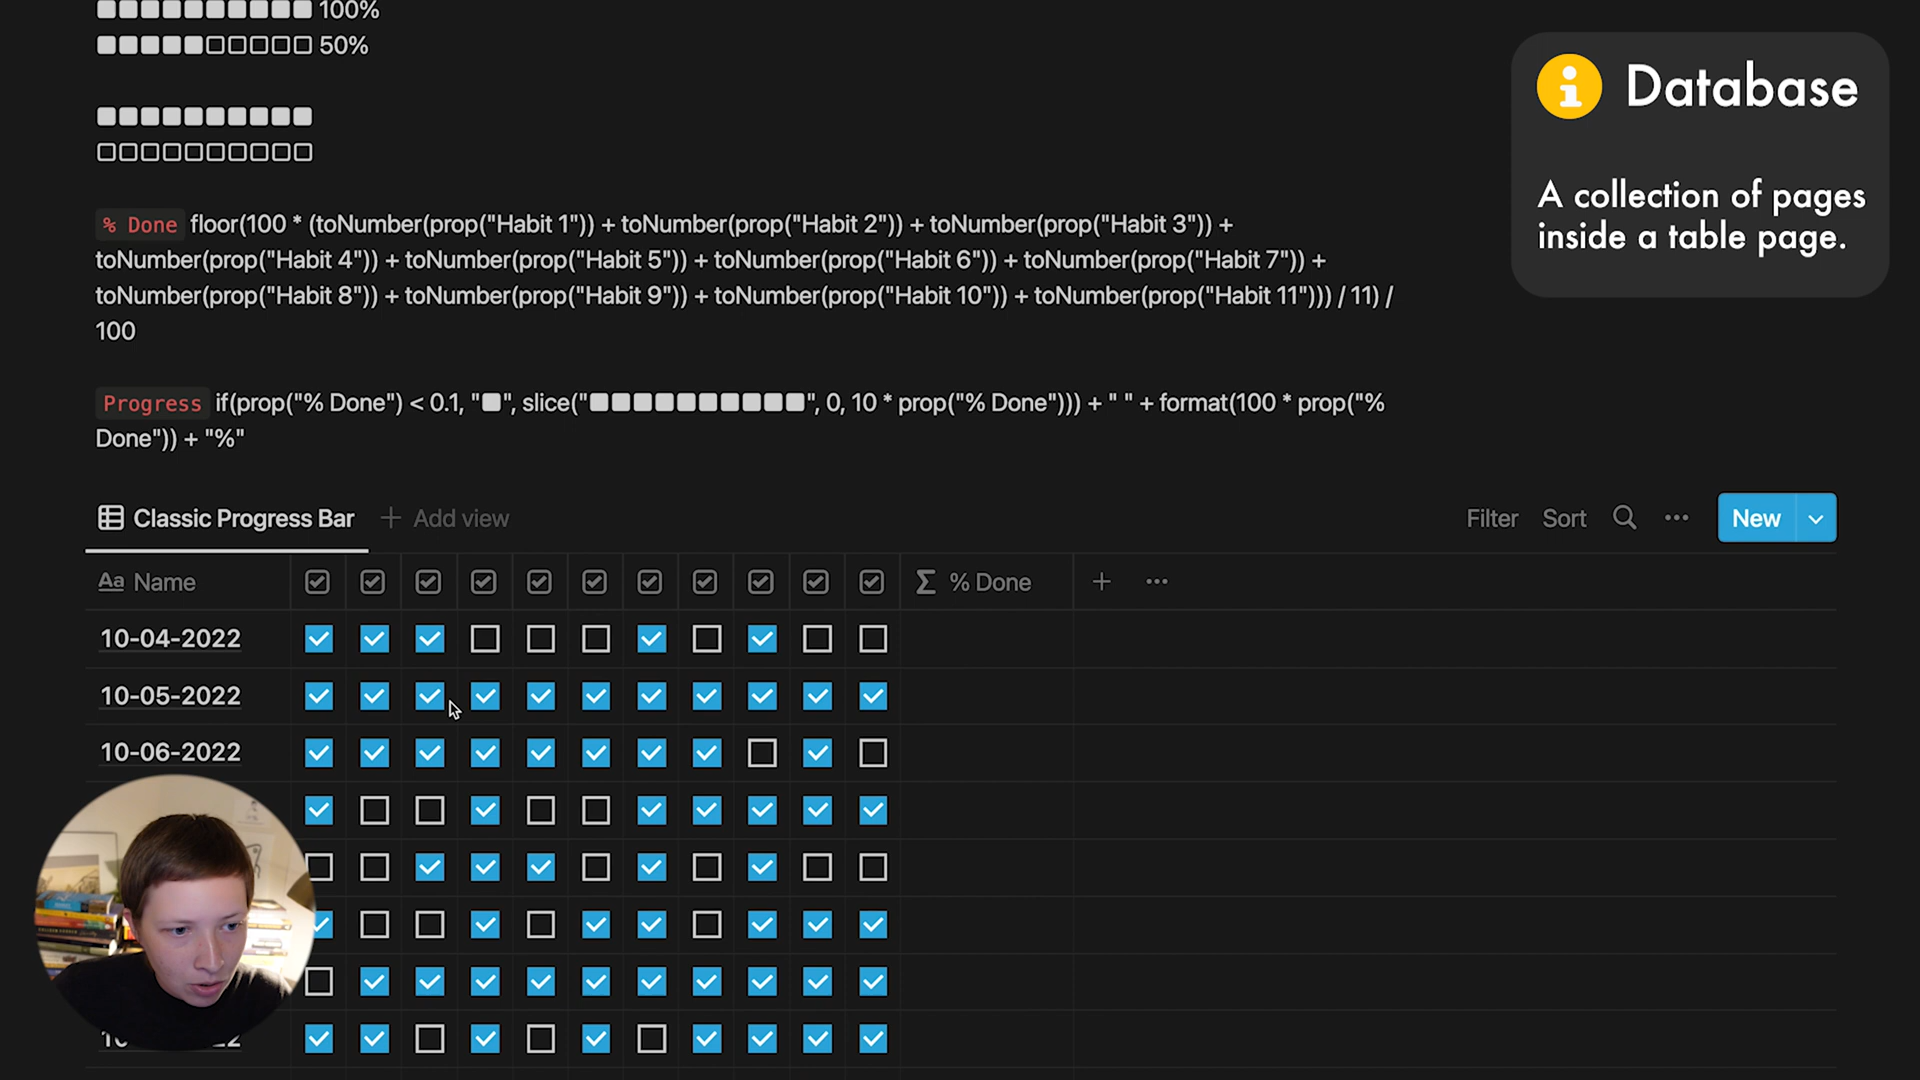 100%
50%
% Done floor(100 * (toNumber(prop("Habit 1")) + toNumber(prop("Habit 2")) + toNumber(prop("Habit 3")) +
toNumber(prop("Habit 4")) + toNumber(prop("Habit 5")) + toNumber(prop("Habit 6")) + toNumber(prop("Habit 7")) +
toNumber(prop("Habit 8")) + toNumber(prop("Habit 9")) + toNumber(prop("Habit 10")) + toNumber(prop("Habit 11"))) / 11) /
100
Progress if(prop("% Done") < 0.1, "■", slice("■■■■■■■■■■", 0, 10 * prop("% Done"))) + " " + format(100 * prop("%
Done")) + "%"
Database
A collection of pages
inside a table page.
Classic Progress Bar + Add view
Filter Sort ••• New
Aa Name Σ % Done + •••
10-04-2022
10-05-2022
10-06-2022